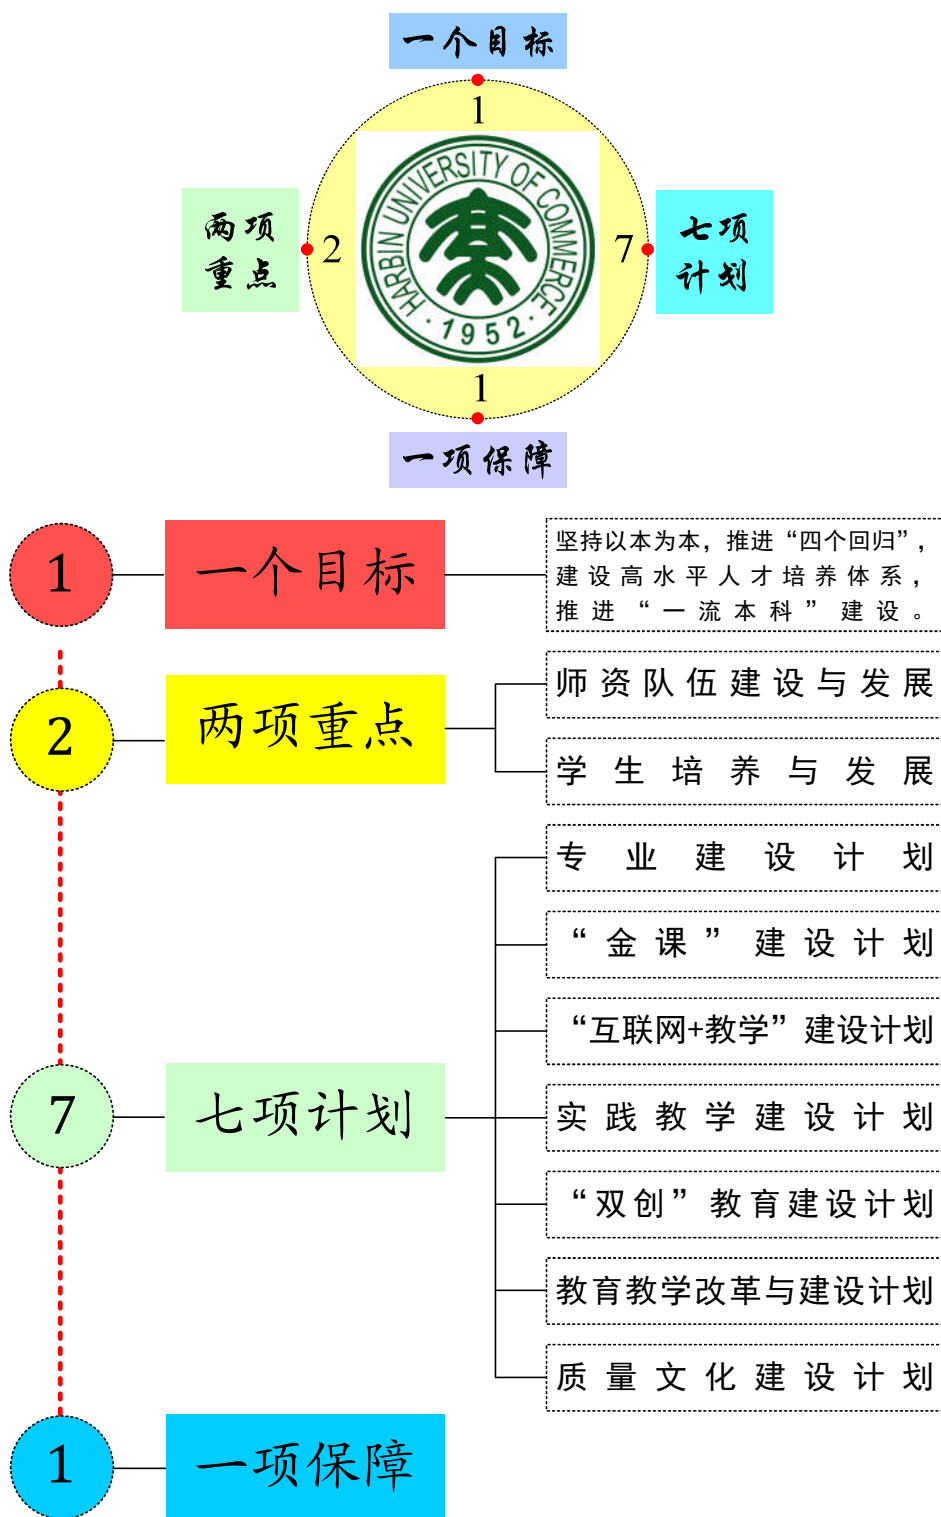 一个目标
1
两项
重点
2
HARBIN UNIVERSITY OF COMMERCE
·1952·
7
七项
计划
1
一项保障
1
一个目标
坚持以本为本，推进“四个回归”，
建设高水平人才培养体系，
推进“一流本科”建设。
2
两项重点
师资队伍建设与发展
学生培养与发展
专业建设计划
“金课”建设计划
“互联网+教学”建设计划
7
七项计划
实践教学建设计划
“双创”教育建设计划
教育教学改革与建设计划
质量文化建设计划
1
一项保障